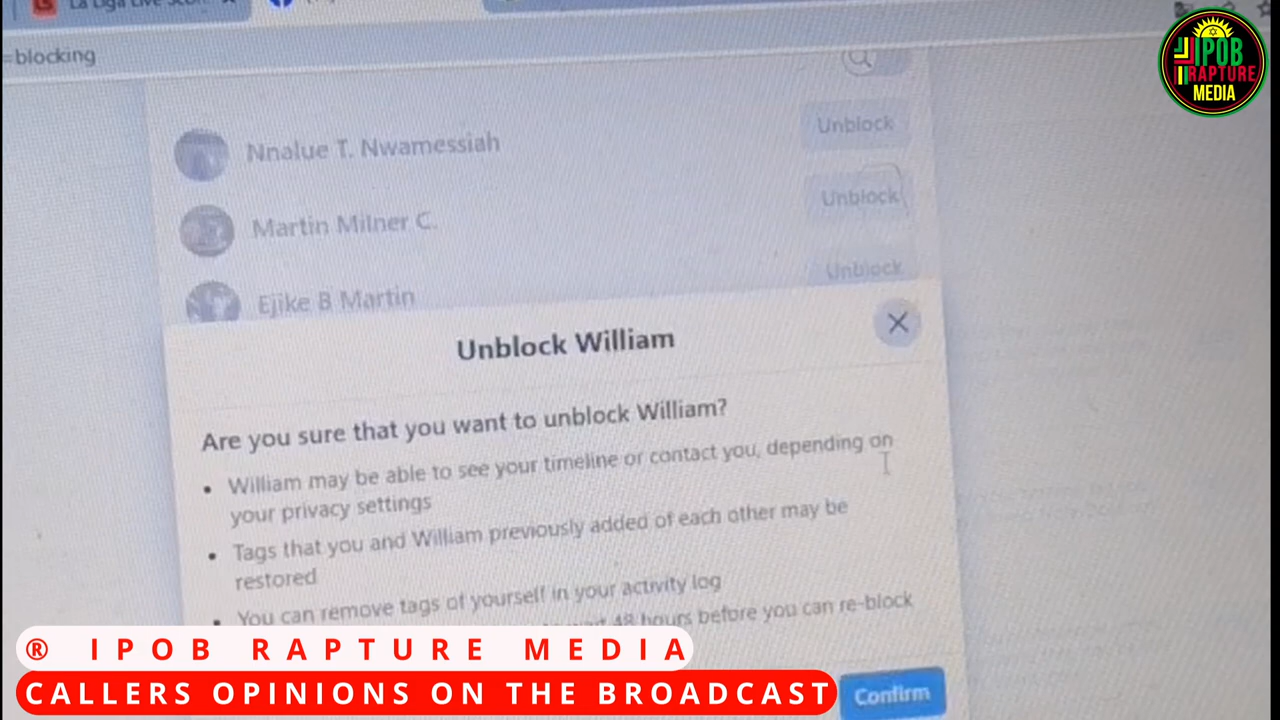 La Liga Live
=blocking
IPOB
RAPTURE
MEDIA
Nnalue T. Nwamessiah
Unblock
Martin Milner C.
Unblock
Ejike B Martin
Unblock
Unblock William
Are you sure that you want to unblock William?
• William may be able to see your timeline or contact you, depending on
your privacy settings
• Tags that you and William previously added of each other may be
restored
• You can remove tags of yourself in your activity log
48 hours before you can re-block
® IPOB RAPTURE MEDIA
CALLERS OPINIONS ON THE BROADCAST
Confirm